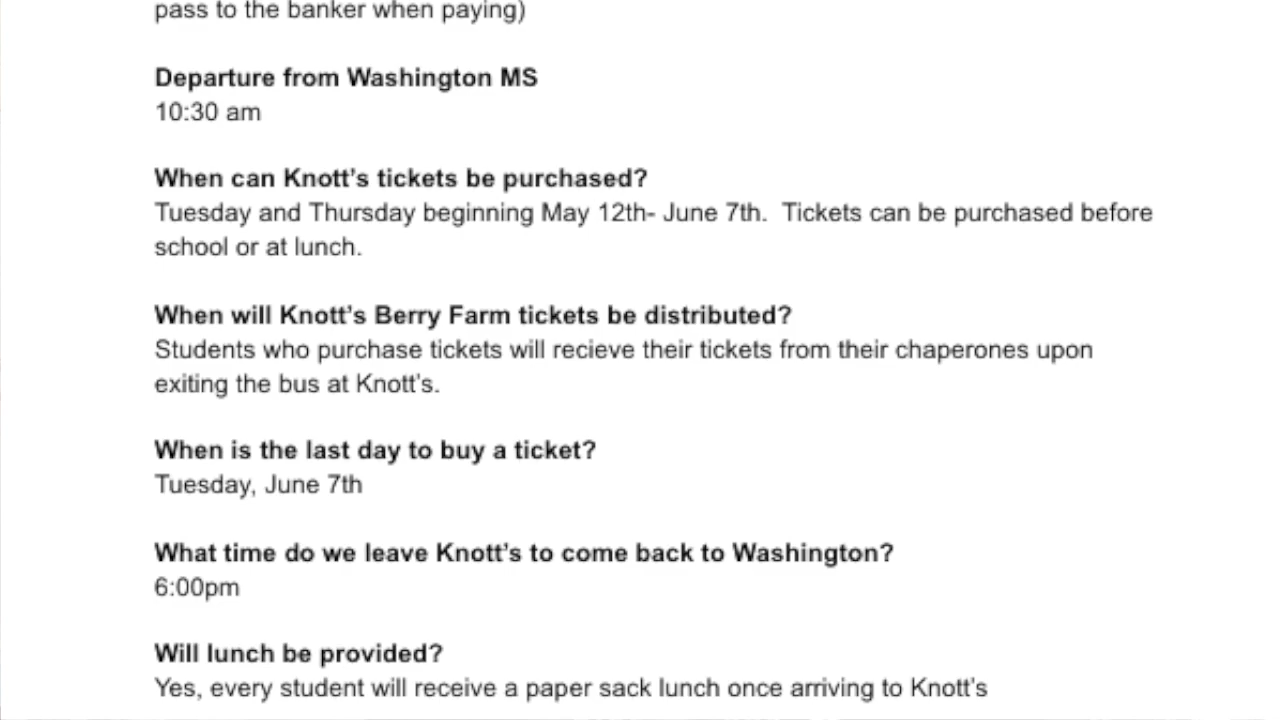 pass to the banker when paying)
Departure from Washington MS
10:30 am
When can Knott's tickets be purchased?
Tuesday and Thursday beginning May 12th- June 7th.  Tickets can be purchased before
school or at lunch.
When will Knott's Berry Farm tickets be distributed?
Students who purchase tickets will recieve their tickets from their chaperones upon
exiting the bus at Knott's.
When is the last day to buy a ticket?
Tuesday, June 7th
What time do we leave Knott's to come back to Washington?
6:00pm
Will lunch be provided?
Yes, every student will receive a paper sack lunch once arriving to Knott's